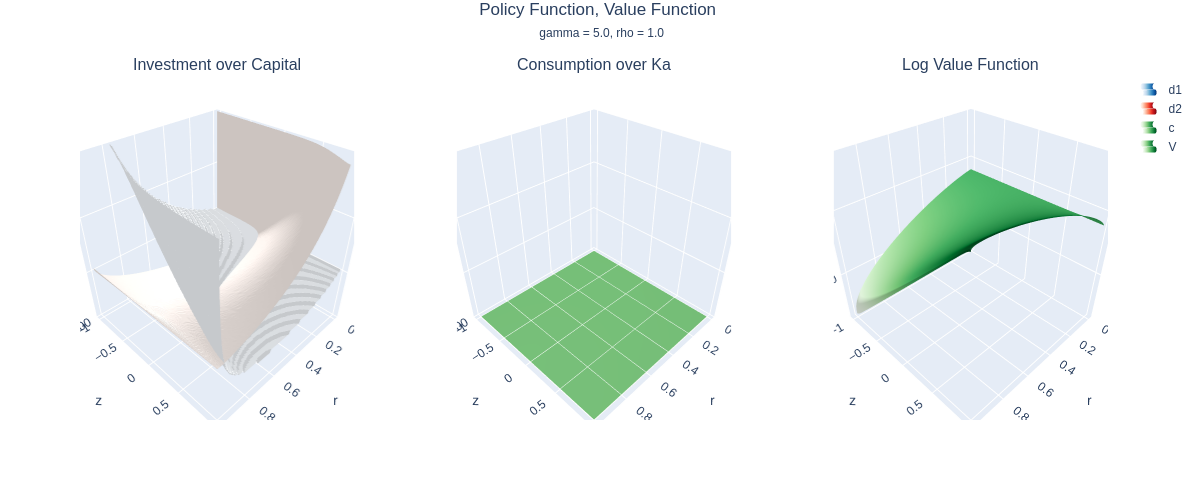 Policy Function, Value Function
gamma = 5.0, rho = 1.0
Investment over Capital
Consumption over Ka
Log Value Function
d1
d2
c
V
−0.5
0
0.5
z
0
0.2
0.4
0.6
0.8
r
−0.5
0
0.5
z
0
0.2
0.4
0.6
0.8
r
−1
−0.5
0
0.5
z
0
0.2
0.4
0.6
0.8
r